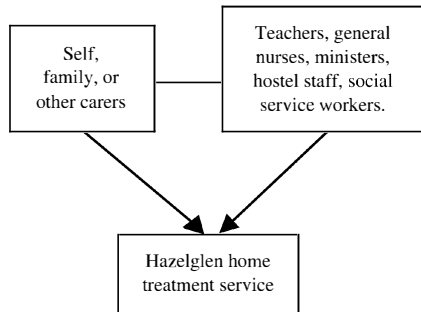 Self,
family, or
other carers
Teachers, general
nurses, ministers,
hostel staff, social
service workers.
Hazelglen home
treatment service